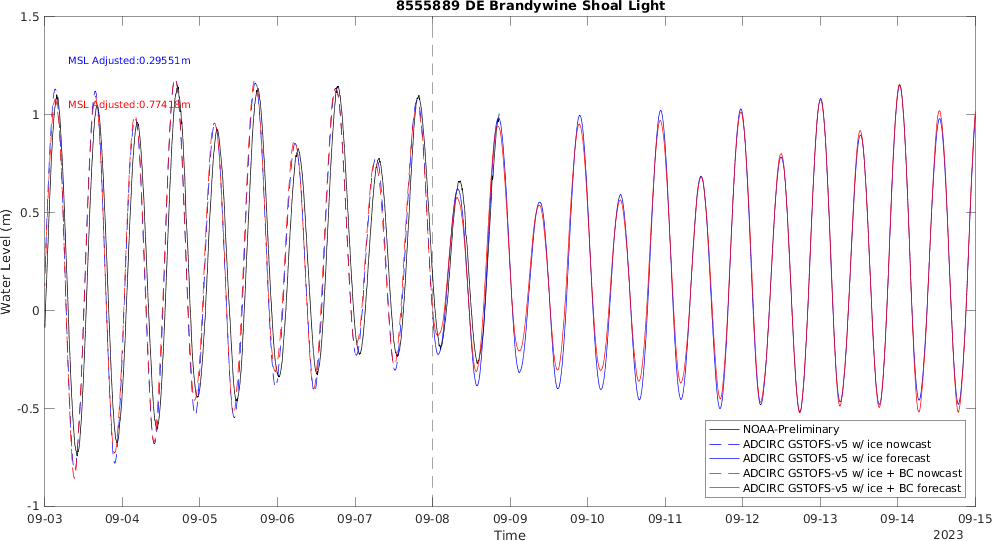 8555889 DE Brandywine Shoal Light
1.5
MSL Adjusted:0.29551m
MSL Adjusted:0.77418m
1
0.5
Water Level (m)
0
-0.5
-1
NOAA-Preliminary
ADCIRC GSTOFS-v5 w/ ice nowcast
ADCIRC GSTOFS-v5 w/ ice forecast
ADCIRC GSTOFS-v5 w/ ice + BC nowcast
ADCIRC GSTOFS-v5 w/ ice + BC forecast
09-03 09-04 09-05 09-06 09-07 09-08 09-09 09-10 09-11 09-12 09-13 09-14 09-15
Time
2023